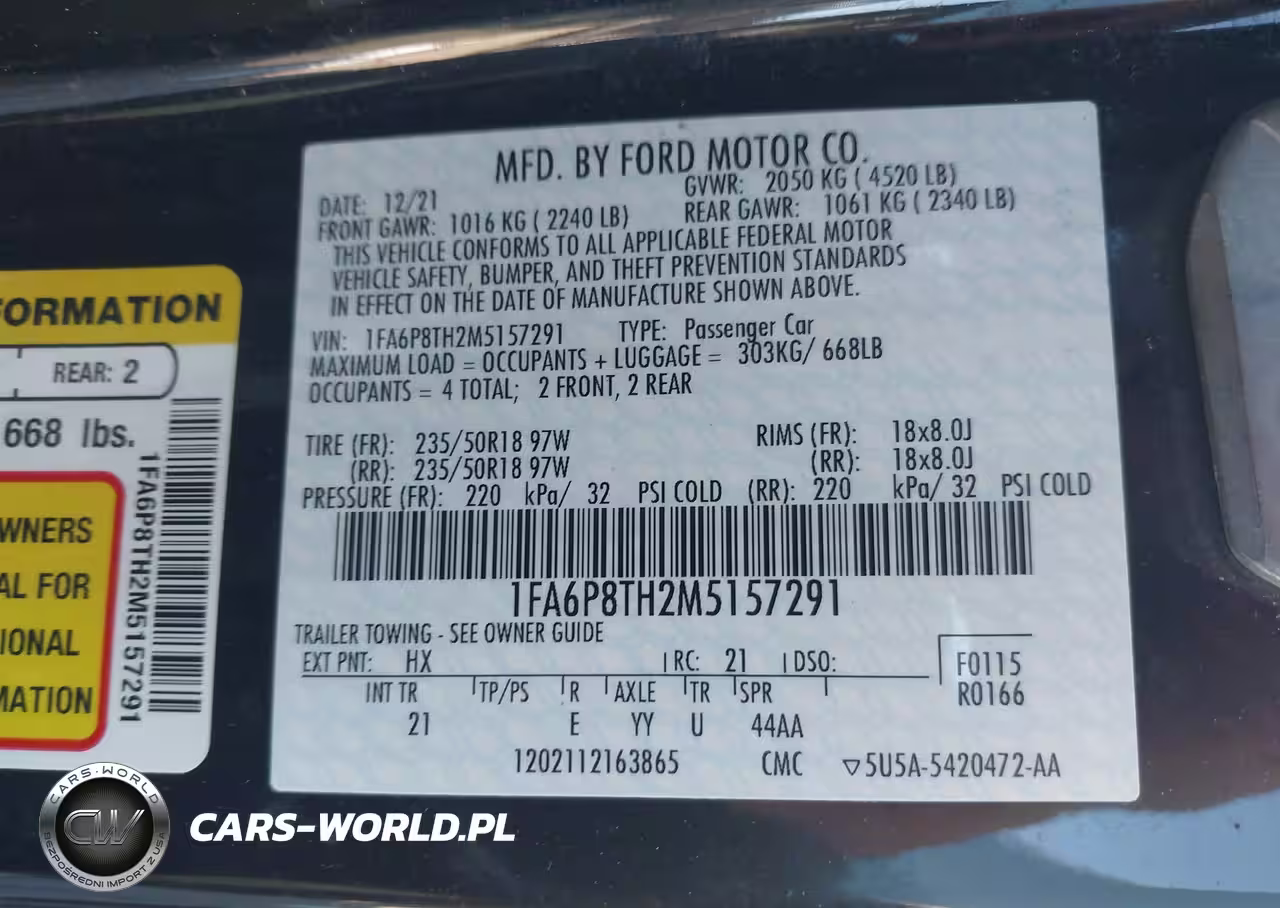 MFD. BY FORD MOTOR CO.
DATE: 12/21 GVWR: 2050 KG ( 4520 LB)
FRONT GAWR: 1016 KG ( 2240 LB) REAR GAWR: 1061 KG ( 2340 LB)
THIS VEHICLE CONFORMS TO ALL APPLICABLE FEDERAL MOTOR
VEHICLE SAFETY, BUMPER, AND THEFT PREVENTION STANDARDS
IN EFFECT ON THE DATE OF MANUFACTURE SHOWN ABOVE.
VIN: 1FA6P8TH2M5157291 TYPE: Passenger Car
MAXIMUM LOAD = OCCUPANTS + LUGGAGE = 303KG/ 668LB
OCCUPANTS = 4 TOTAL; 2 FRONT, 2 REAR
TIRE (FR): 235/50R18 97W RIMS (FR): 18x8.0J
(RR): 235/50R18 97W (RR): 18x8.0J
PRESSURE (FR): 220 kPa/ 32 PSI COLD (RR): 220 kPa/ 32 PSI COLD
1FA6P8TH2M5157291
TRAILER TOWING - SEE OWNER GUIDE
EXT PNT: HX RC: 21 DSO: F0115
R0166
INT TR TP/PS R AXLE TR SPR
21 E YY U 44AA
1202112163865 CMC ▽5U5A-5420472-AA
FORMATION
REAR: 2
668 lbs.
1FA6P8TH2M5157291
WNERS
AL FOR
IONAL
MATION
CARS-WORLD
CW
BEZPOŚREDNI IMPORT Z USA
CARS-WORLD.PL